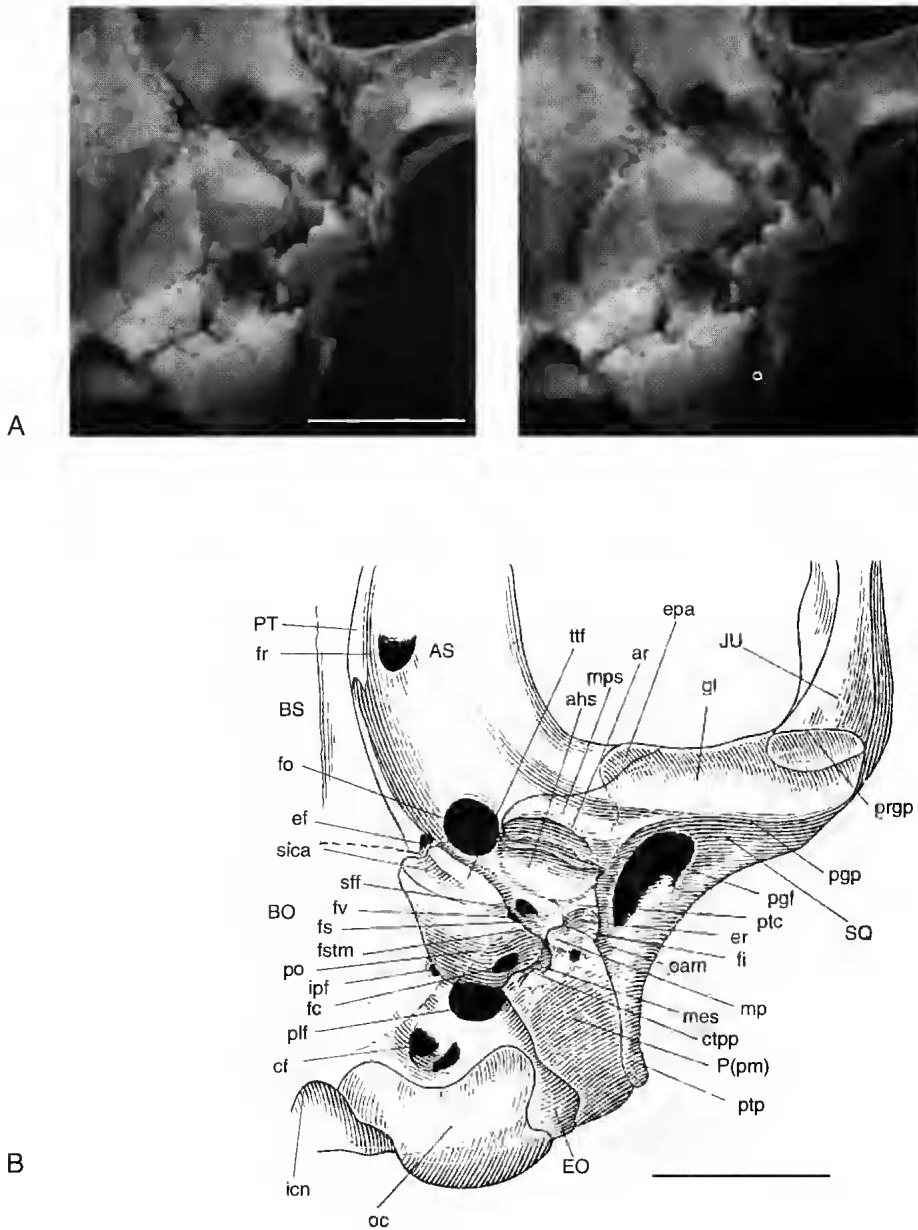 A
epa
ttf
ar
JU
PT
mps
gl
fr
AS
ahs
BS
fo
prgp
ef
sica
pgp
sff
pgf
BO
fv
ptc
SQ
fs
er
fstm
fi
po
oam
ipf
mp
fc
mes
plf
ctpp
cf
P(pm)
ptp
B
EO
icn
oc